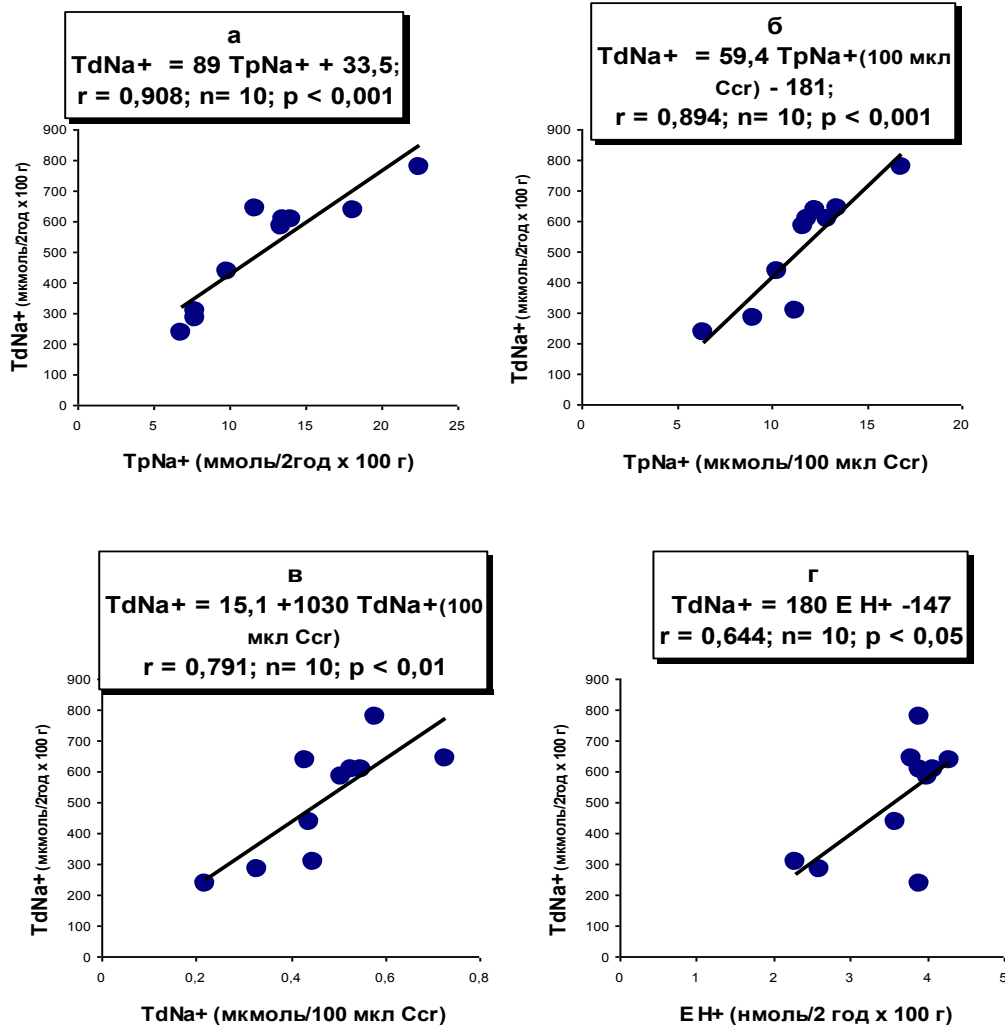 а
TdNa+ = 89 TpNa+ + 33,5;
r = 0,908; n= 10; p < 0,001
900
800
700
600
500
400
300
200
100
0
TdNa+ (мкмоль/2год х 100 г)
0 5 10 15 20 25
TpNa+ (ммоль/2год х 100 г)
б
TdNa+ = 59,4 TpNa+(100 мкл
Ccr) - 181;
r = 0,894; n= 10; p < 0,001
900
800
700
600
500
400
300
200
100
0
TdNa+ (мкмоль/2год х 100 г)
0 5 10 15 20
TpNa+ (мкмоль/100 мкл Ccr)
в
TdNa+ = 15,1 +1030 TdNa+(100
мкл Ccr)
r = 0,791; n= 10; p < 0,01
900
800
700
600
500
400
300
200
100
0
TdNa+ (мкмоль/2год х 100 г)
0 0,2 0,4 0,6 0,8
TdNa+ (мкмоль/100 мкл Ccr)
г
TdNa+ = 180 E H+ -147
r = 0,644; n= 10; p < 0,05
900
800
700
600
500
400
300
200
100
0
TdNa+ (мкмоль/2год х 100 г)
0 1 2 3 4 5
E H+ (нмоль/2 год х 100 г)